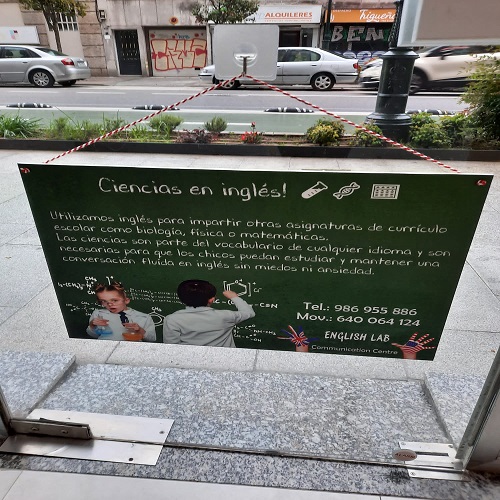 ALQUILERES
Trigueña
BEN
Ciencias en inglés!
Utilizamos inglés para impartir otras asignaturas de currículo
escolar como biología, física o matemáticas.
Las ciencias son parte del vocabulario de cualquier idioma y son
necesarias para que los chicos puedan estudiar y mantener una
conversación fluida en inglés sin miedos ni ansiedad.
Tel.: 986 955 886
Mov.: 640 064 124
ENGLISH LAB
Communication Centre